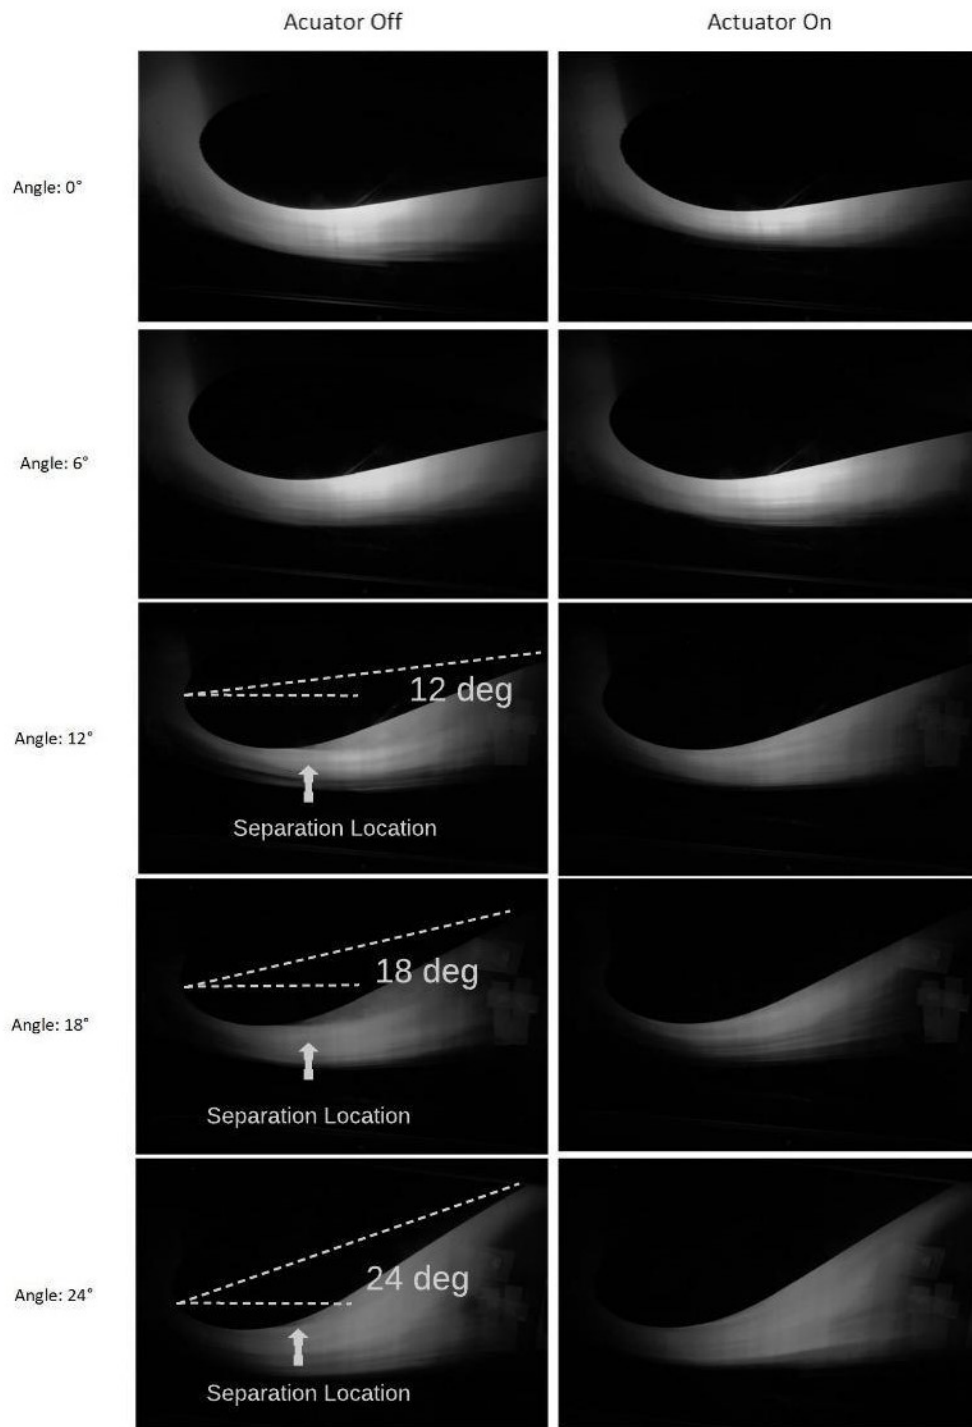 Acuator Off
Actuator On
Angle: 0°
Angle: 6°
Angle: 12°
12 deg
Separation Location
Angle: 18°
18 deg
Separation Location
Angle: 24°
24 deg
Separation Location